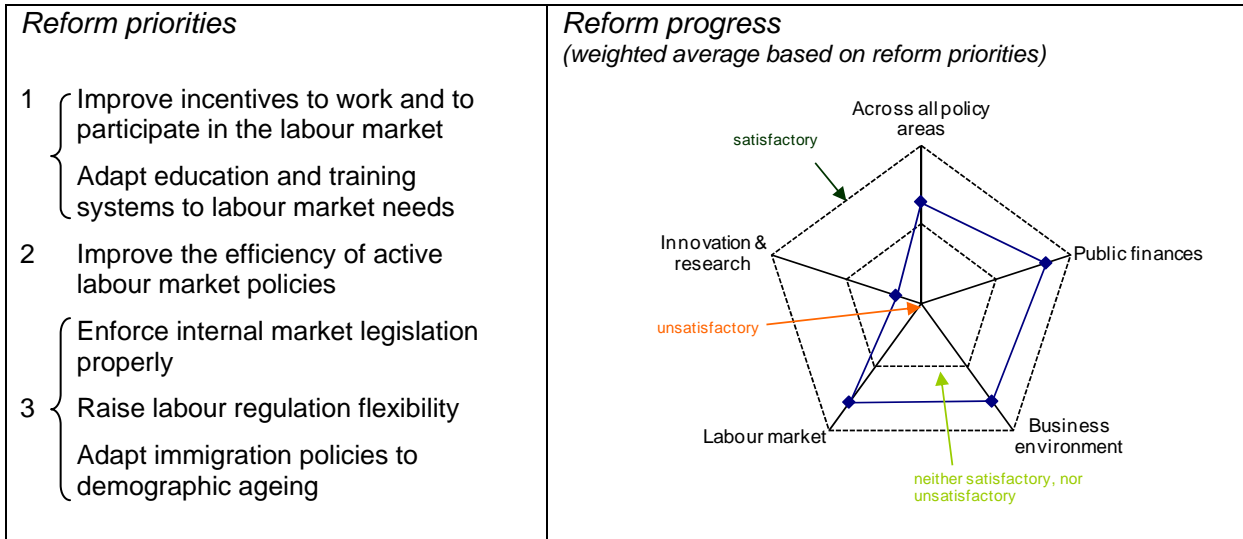 Reform priorities
1 Improve incentives to work and to
participate in the labour market
Adapt education and training
systems to labour market needs
2 Improve the efficiency of active
labour market policies
Enforce internal market legislation
properly
3 Raise labour regulation flexibility
Adapt immigration policies to
demographic ageing
Reform progress
(weighted average based on reform priorities)
Across all policy
areas
satisfactory
Innovation &
research
Public finances
unsatisfactory
Labour market
Business
environment
neither satisfactory, nor
unsatisfactory